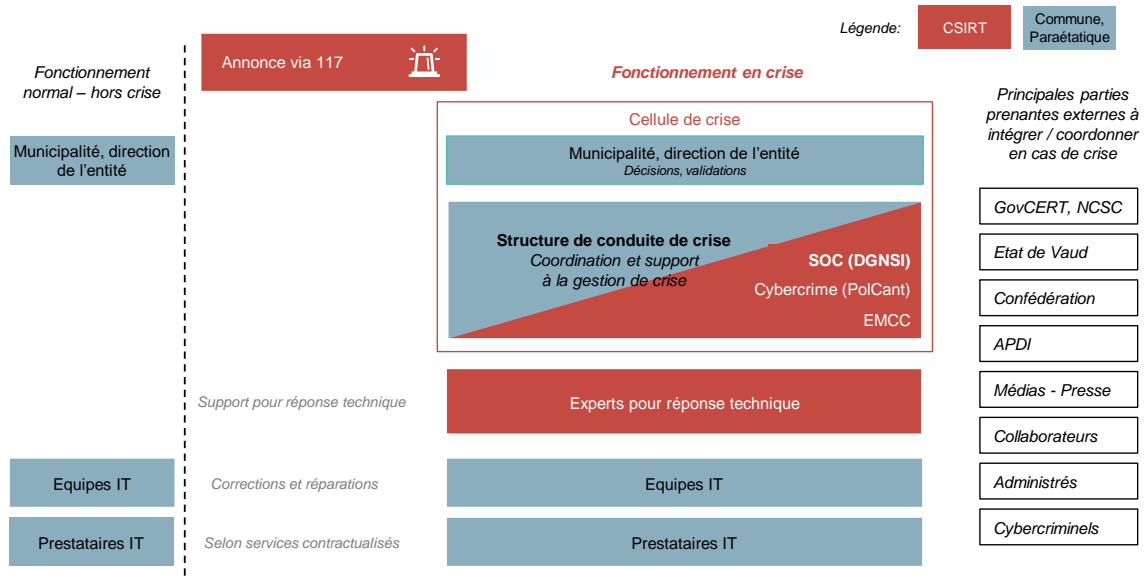 Légende:
CSIRT
Commune,
Paraétatique
Fonctionnement
normal – hors crise
Annonce via 117
Fonctionnement en crise
Principales parties
prenantes externes à
intégrer / coordonner
en cas de crise
Cellule de crise
Municipalité, direction
de l'entité
Municipalité, direction de l'entité
Décisions, validations
Structure de conduite de crise
Coordination et support
à la gestion de crise
SOC (DGNSI)
Cybercrime (PolCant)
EMCC
Support pour réponse technique
Experts pour réponse technique
Equipes IT
Corrections et réparations
Equipes IT
Prestataires IT
Selon services contractualisés
Prestataires IT
GovCERT, NCSC
Etat de Vaud
Confédération
APDI
Médias - Presse
Collaborateurs
Administrés
Cybercriminels